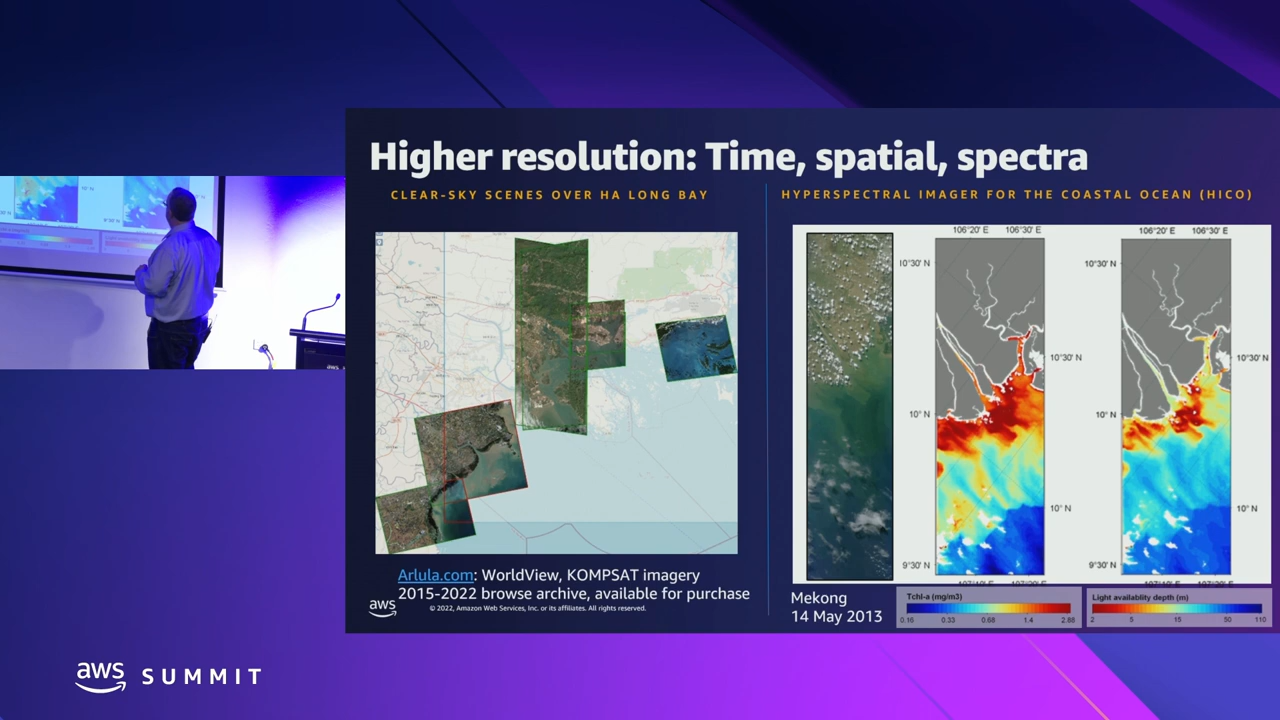 Higher resolution: Time, spatial, spectra
CLEAR-SKY SCENES OVER HA LONG BAY
HYPERSPECTRAL IMAGER FOR THE COASTAL OCEAN (HICO)
106°20' E 106°30' E
106°20' E 106°30' E
10°30' N
10°30' N
10°30' N
10°30' N
10° N
10° N
10° N
10° N
9°30' N
9°30' N
Arlula.com: WorldView, KOMPSAT imagery
2015-2022 browse archive, available for purchase
aws
© 2022, Amazon Web Services, Inc. or its affiliates. All rights reserved.
Mekong
14 May 2013
Tchl-a (mg/m3)
0.16 0.33 0.68 1.4 2.88
Light availablity depth (m)
2 5 15 50 110
aws SUMMIT